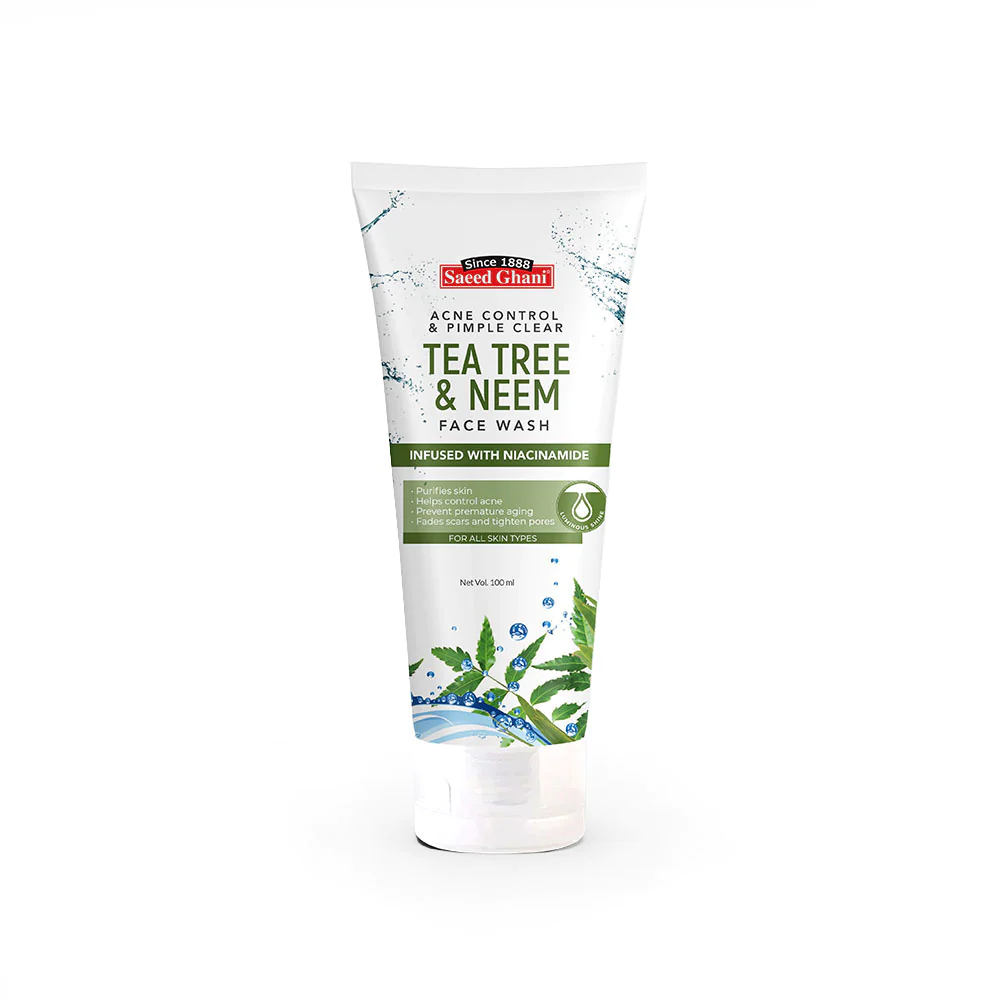 Since 1888
Saeed Ghani®
ACNE CONTROL
& PIMPLE CLEAR
TEA TREE
& NEEM
FACE WASH
INFUSED WITH NIACINAMIDE
· Purifies skin
· Helps control acne
· Prevent premature aging
· Fades scars and tighten pores
LUMINOUS SHINE
FOR ALL SKIN TYPES
Net Vol. 100 ml